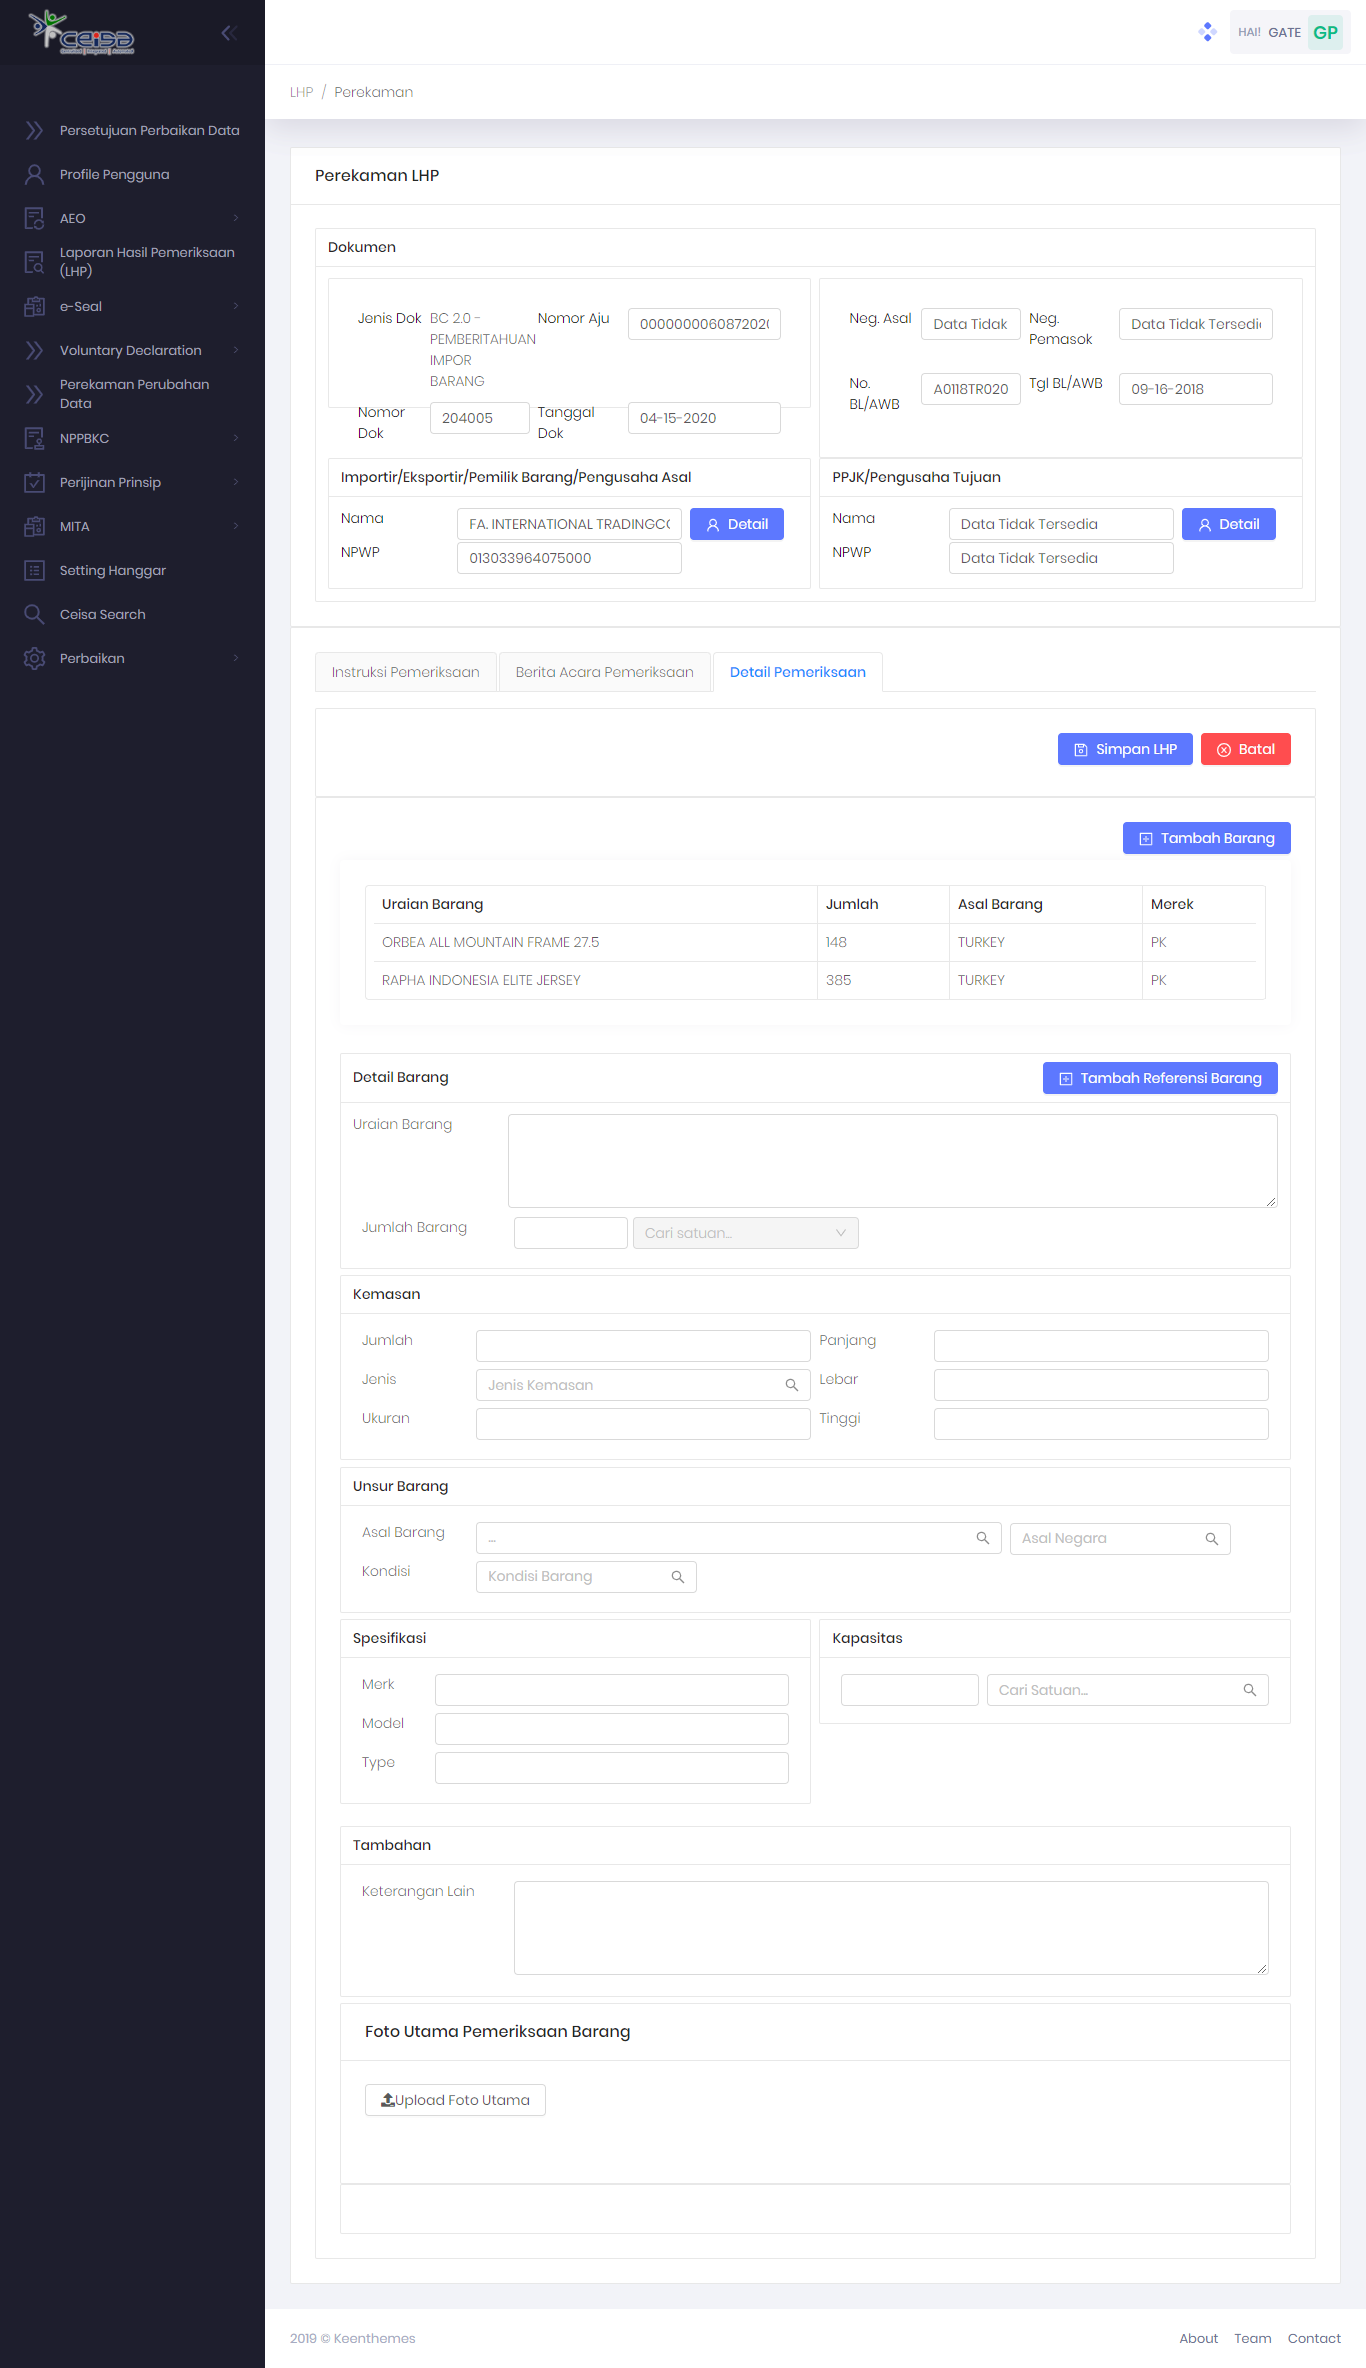 CEISA
HAI! GATE GP
LHP / Perekaman
Persetujuan Perbaikan Data
Profile Pengguna
AEO
Laporan Hasil Pemeriksaan
(LHP)
e-Seal
Voluntary Declaration
Perekaman Perubahan
Data
NPPBKC
Perijinan Prinsip
MITA
Setting Hanggar
Ceisa Search
Perbaikan
Perekaman LHP
Dokumen
Jenis Dok
BC 2.0 -
PEMBERITAHUAN
IMPOR
BARANG
Nomor Aju
Nomor
Dok
204005
Tanggal
Dok
04-15-2020
Neg. Asal
Data Tidak
Neg.
Pemasok
Data Tidak Tersedi
No.
BL/AWB
A0118TR020
Tgl BL/AWB
09-16-2018
Importir/Eksportir/Pemilik Barang/Pengusaha Asal
Nama
FA. INTERNATIONAL TRADINGC
Detail
NPWP
013033964075000
PPJK/Pengusaha Tujuan
Nama
Data Tidak Tersedia
Detail
NPWP
Data Tidak Tersedia
Instruksi Pemeriksaan
Berita Acara Pemeriksaan
Detail Pemeriksaan
Simpan LHP
Batal
Tambah Barang
Uraian Barang Jumlah Asal Barang Merek
ORBEA ALL MOUNTAIN FRAME 27.5 148 TURKEY PK
RAPHA INDONESIA ELITE JERSEY 385 TURKEY PK
Detail Barang
Tambah Referensi Barang
Uraian Barang
Jumlah Barang
Cari satuan...
Kemasan
Jumlah
Panjang
Jenis
Jenis Kemasan
Lebar
Ukuran
Tinggi
Unsur Barang
Asal Barang
...
Asal Negara
Kondisi
Kondisi Barang
Spesifikasi
Merk
Model
Type
Kapasitas
Cari Satuan...
Tambahan
Keterangan Lain
Foto Utama Pemeriksaan Barang
Upload Foto Utama
2019 © Keenthemes
About Team Contact